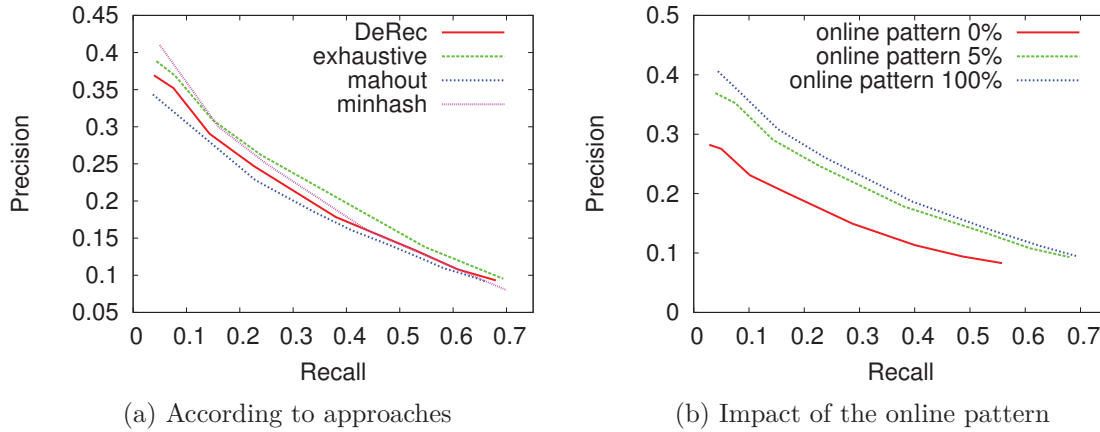 0.45
0.4
0.35
0.3
0.25
0.2
0.15
0.1
0.05
Precision
DeRec
exhaustive
mahout
minhash
0 0.1 0.2 0.3 0.4 0.5 0.6 0.7
Recall
(a) According to approaches
0.5
0.4
0.3
0.2
0.1
0
Precision
online pattern 0%
online pattern 5%
online pattern 100%
0 0.1 0.2 0.3 0.4 0.5 0.6 0.7
Recall
(b) Impact of the online pattern